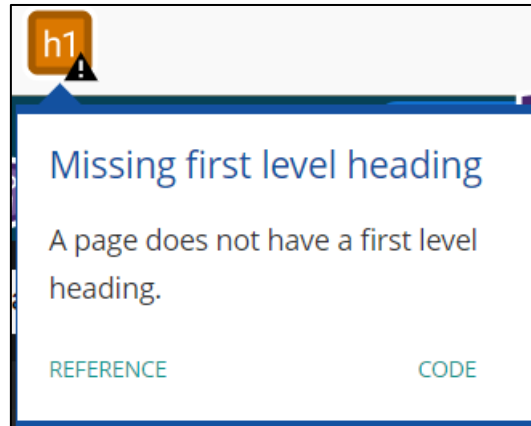 h1
Missing first level heading
A page does not have a first level
heading.
REFERENCE CODE